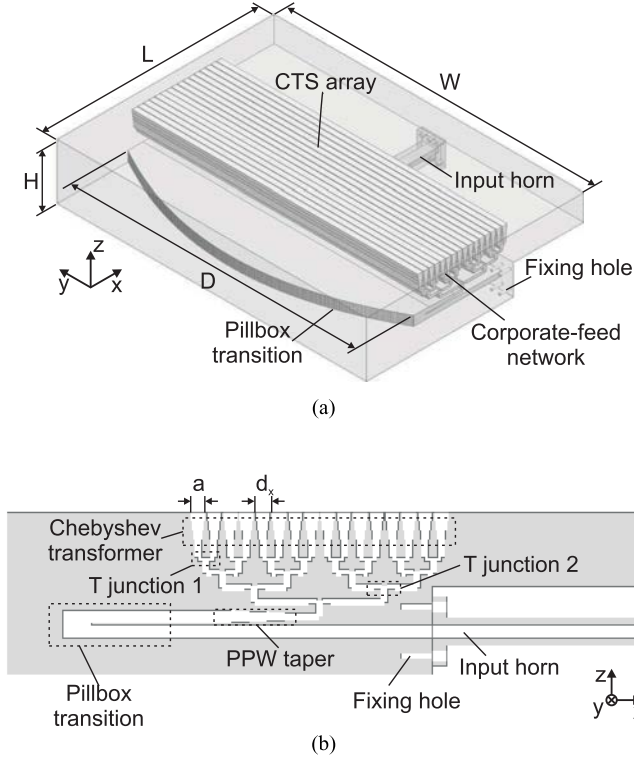 L
W
CTS array
H
Input horn
z
y
x
D
Fixing hole
Pillbox
transition
Corporate-feed
network
(a)
a
dx
Chebyshev
transformer
T junction 1
T junction 2
PPW taper
Input horn
Pillbox
transition
Fixing hole
z
y
(b)